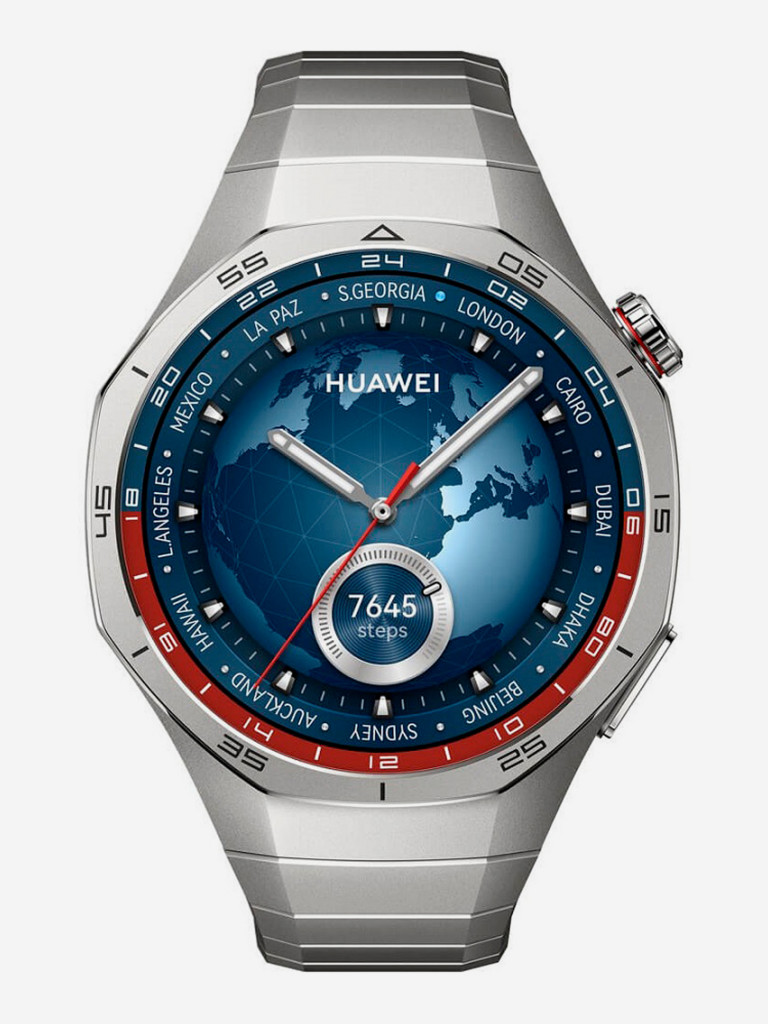 05
15
25
35
45
55
24
02
04
06
08
10
12
14
16
18
20
22
S.GEORGIA
LONDON
CAIRO
DUBAI
DHAKA
BEIJING
SYDNEY
AUCKLAND
HAWAII
L.ANGELES
MEXICO
LA PAZ
HUAWEI
7645
steps